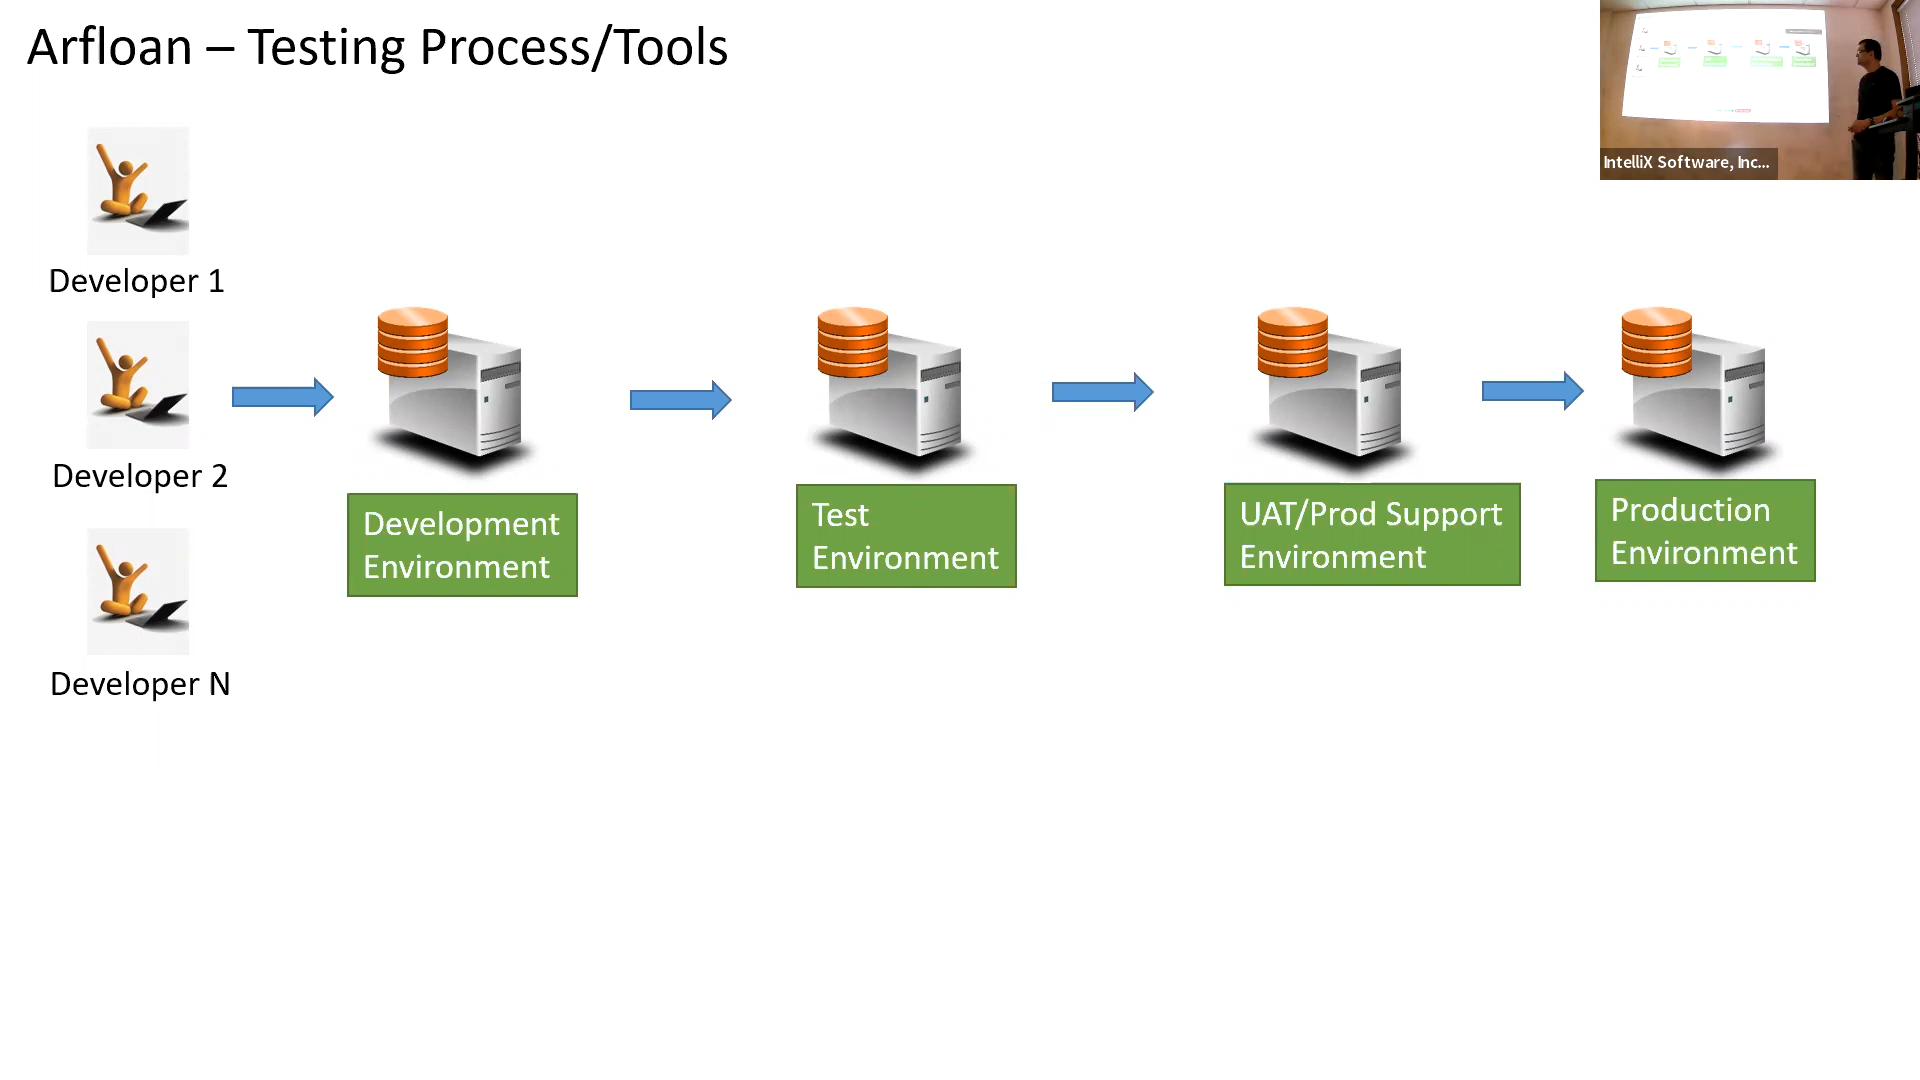 Arfloan – Testing Process/Tools
IntelliX Software, Inc...
Developer 1
Developer 2
Developer N
Development
Environment
Test
Environment
UAT/Prod Support
Environment
Production
Environment